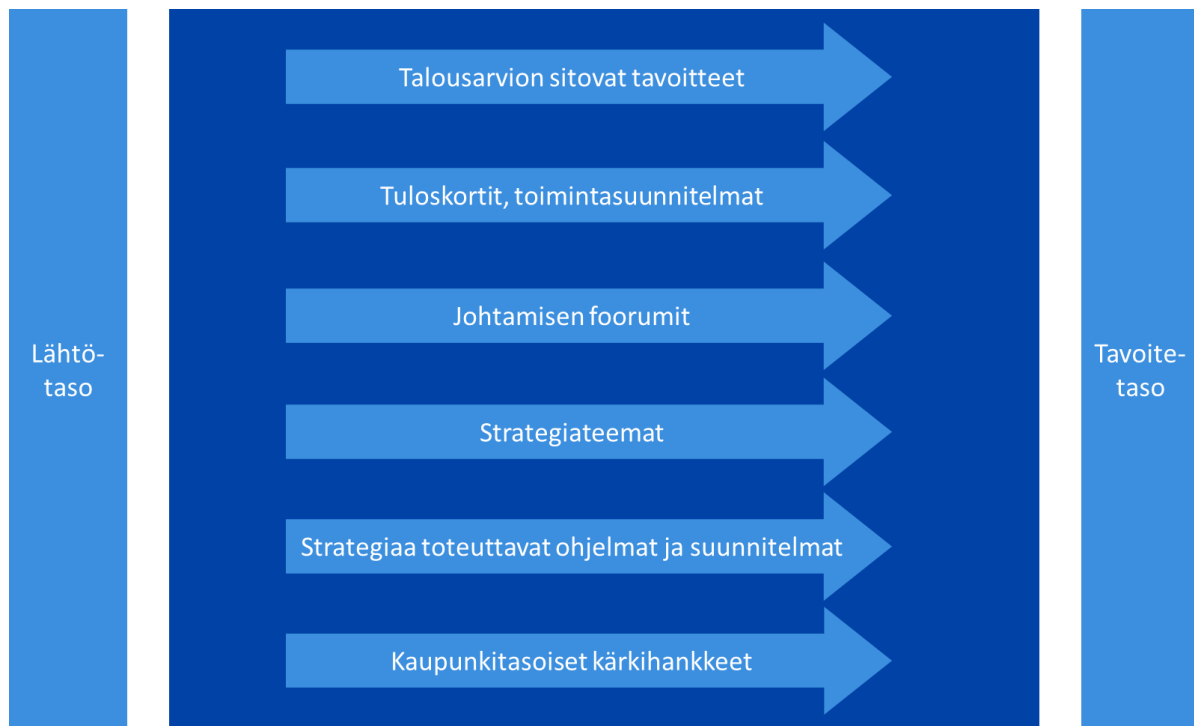 Lähtö-
taso
Talousarvion sitovat tavoitteet
Tuloskortit, toimintasuunnitelmat
Johtamisen foorumit
Strategiateemat
Strategiaa toteuttavat ohjelmat ja suunnitelmat
Kaupunkitasoiset kärkihankkeet
Tavoite-
taso